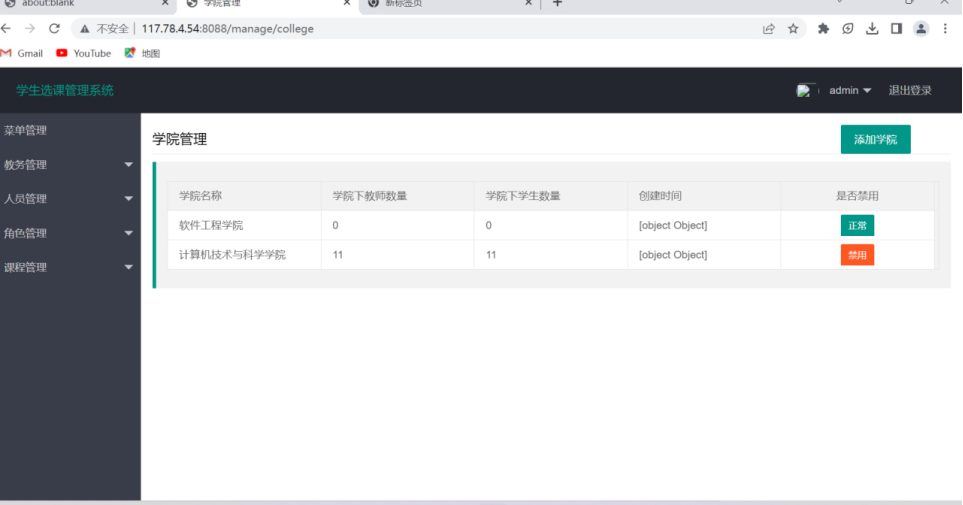 about:blank
学院管理
新标签页
不安全
117.78.4.54:8088/manage/college
Gmail
YouTube
地图
学生选课管理系统
admin
退出登录
菜单管理
教务管理
人员管理
角色管理
课程管理
学院管理
添加学院
学院名称 学院下教师数量 学院下学生数量 创建时间 是否禁用
软件工程学院 0 0 [object Object] 正常
计算机技术与科学学院 11 11 [object Object] 禁用